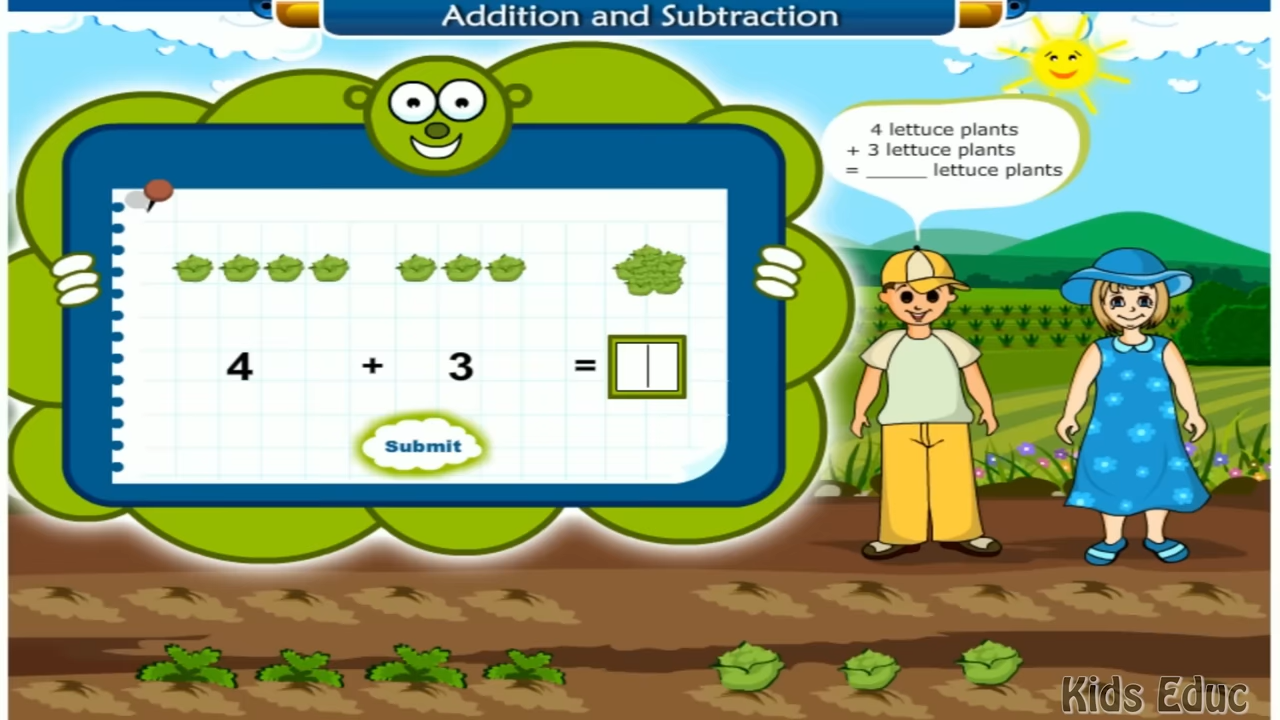 Addition and Subtraction
4 lettuce plants
+ 3 lettuce plants
= ______ lettuce plants
4 + 3 =
Submit
Kids Educ